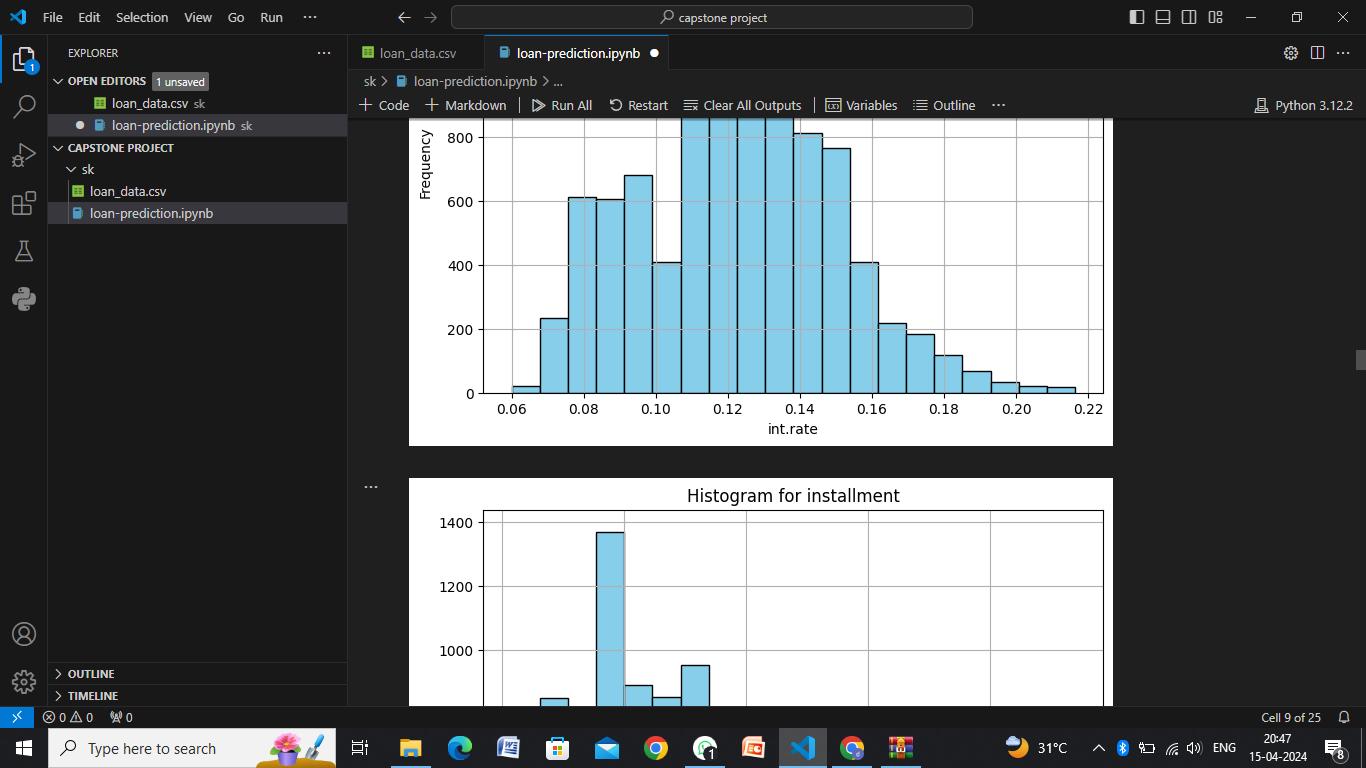 File Edit Selection View Go Run ···
capstone project
EXPLORER ···
OPEN EDITORS 1 unsaved
loan_data.csv sk
loan-prediction.ipynb sk
CAPSTONE PROJECT
sk
loan_data.csv
loan-prediction.ipynb
OUTLINE
TIMELINE
loan_data.csv
loan-prediction.ipynb
sk > loan-prediction.ipynb > ...
Code Markdown Run All Restart Clear All Outputs Variables Outline ··· Python 3.12.2
Frequency
800
600
400
200
0
0.06 0.08 0.10 0.12 0.14 0.16 0.18 0.20 0.22
int.rate
Histogram for installment
1400
1200
1000
0 0 0
Cell 9 of 25
Type here to search
31°C
ENG
20:47
15-04-2024
8